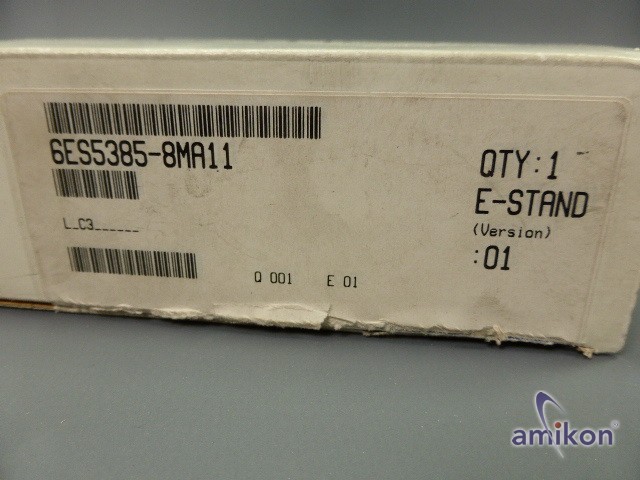 6ES5385-8MA11
QTY:1
E-STAND
(Version)
:01
L_C3______
Q 001 E 01
amikon